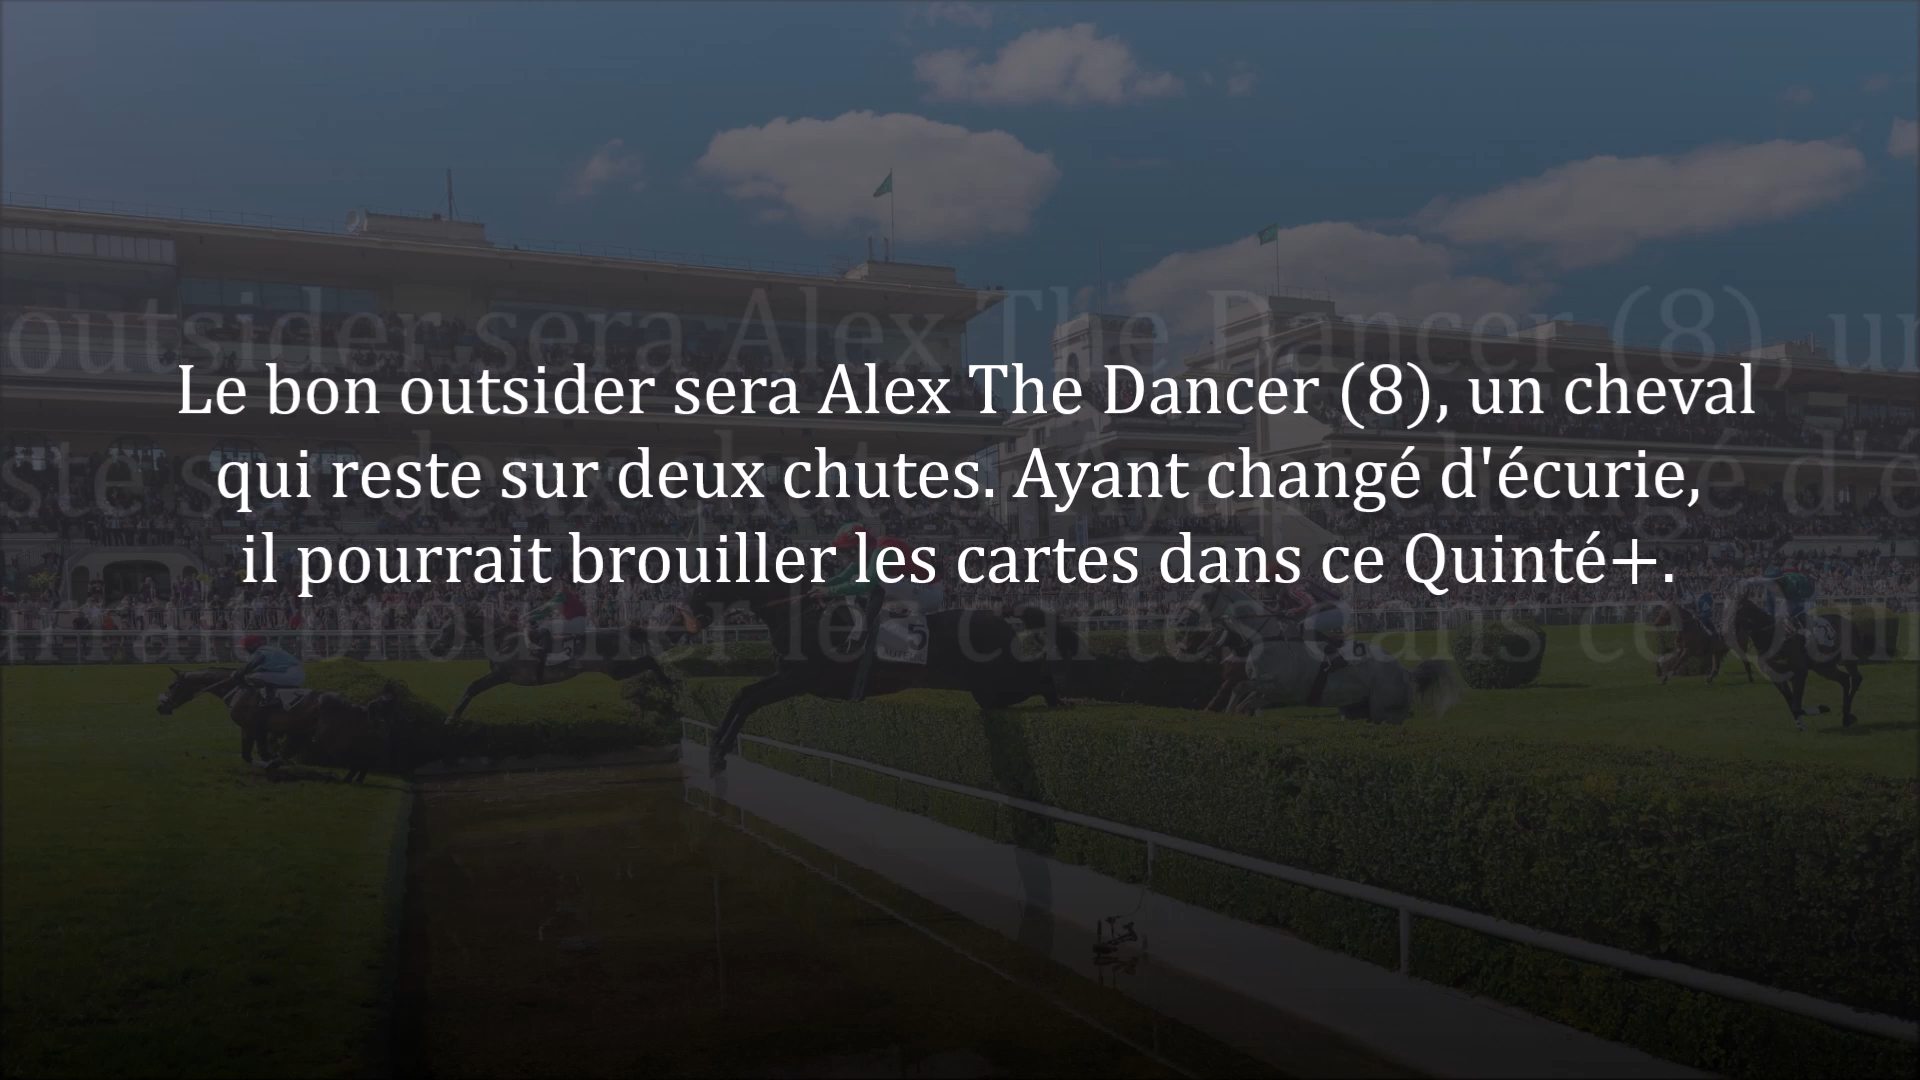 Le bon outsider sera Alex The Dancer (8), un cheval
qui reste sur deux chutes. Ayant changé d'écurie,
il pourrait brouiller les cartes dans ce Quinté+.
5